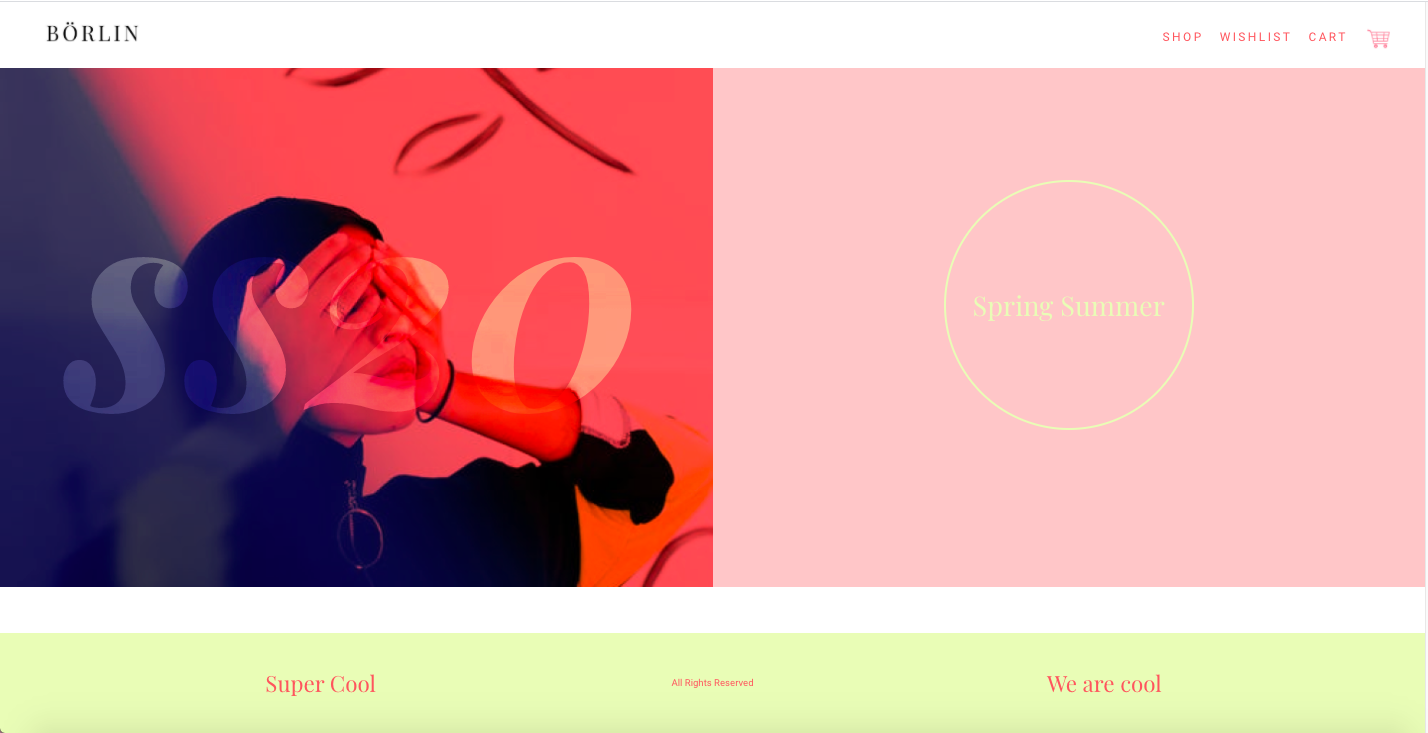 BÖRLIN
SHOP WISHLIST CART
ss20
Spring Summer
Super Cool
All Rights Reserved
We are cool